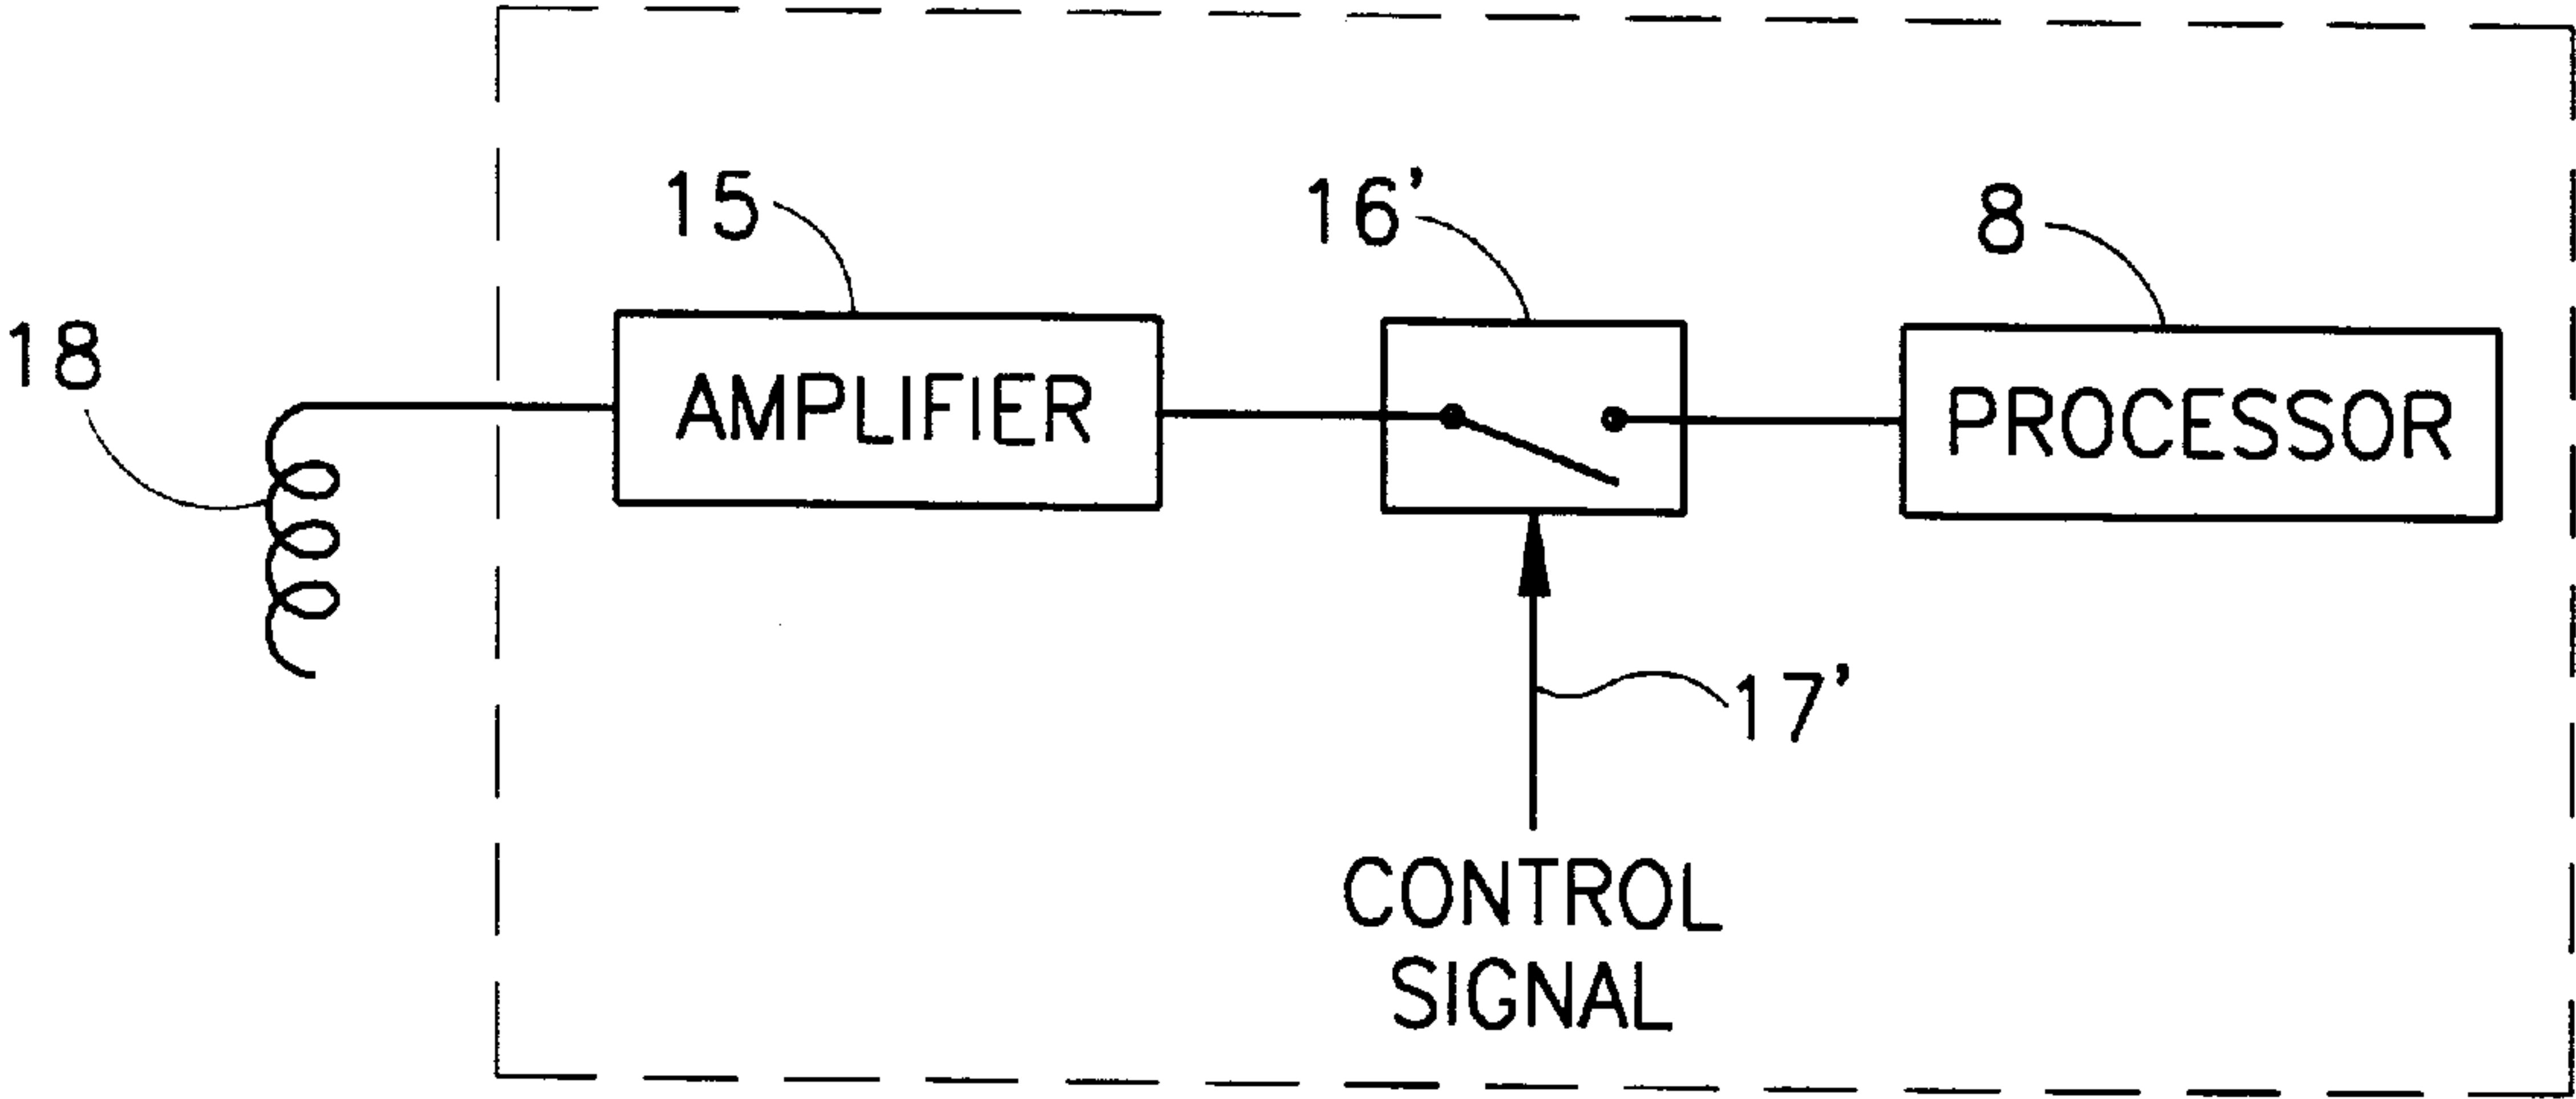 15
16'
8
18
AMPLIFIER
PROCESSOR
17'
CONTROL
SIGNAL